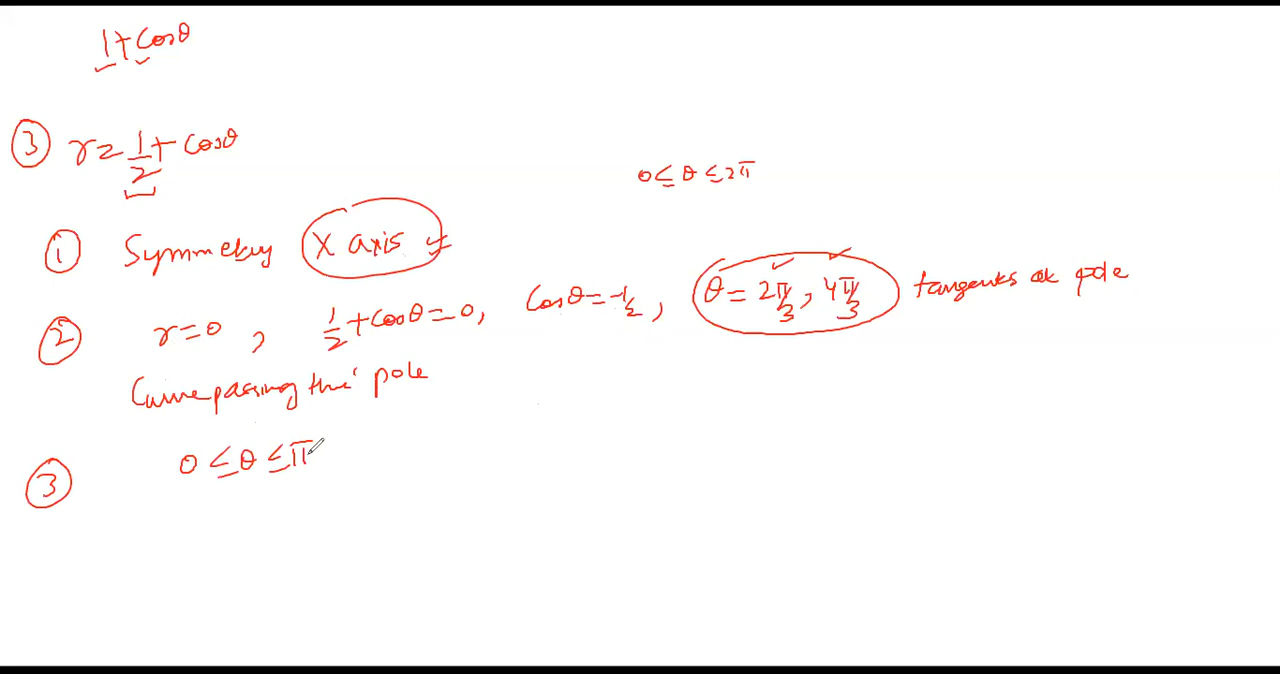 1+cosθ
③ r=1/2+cosθ
0≤θ≤2π
① Symmetry X axis
② r=0, 1/2+cosθ=0, cosθ=-1/2, θ=2π/3, 4π/3 tangents at pole
Curve passing thr' pole
③ 0≤θ≤π